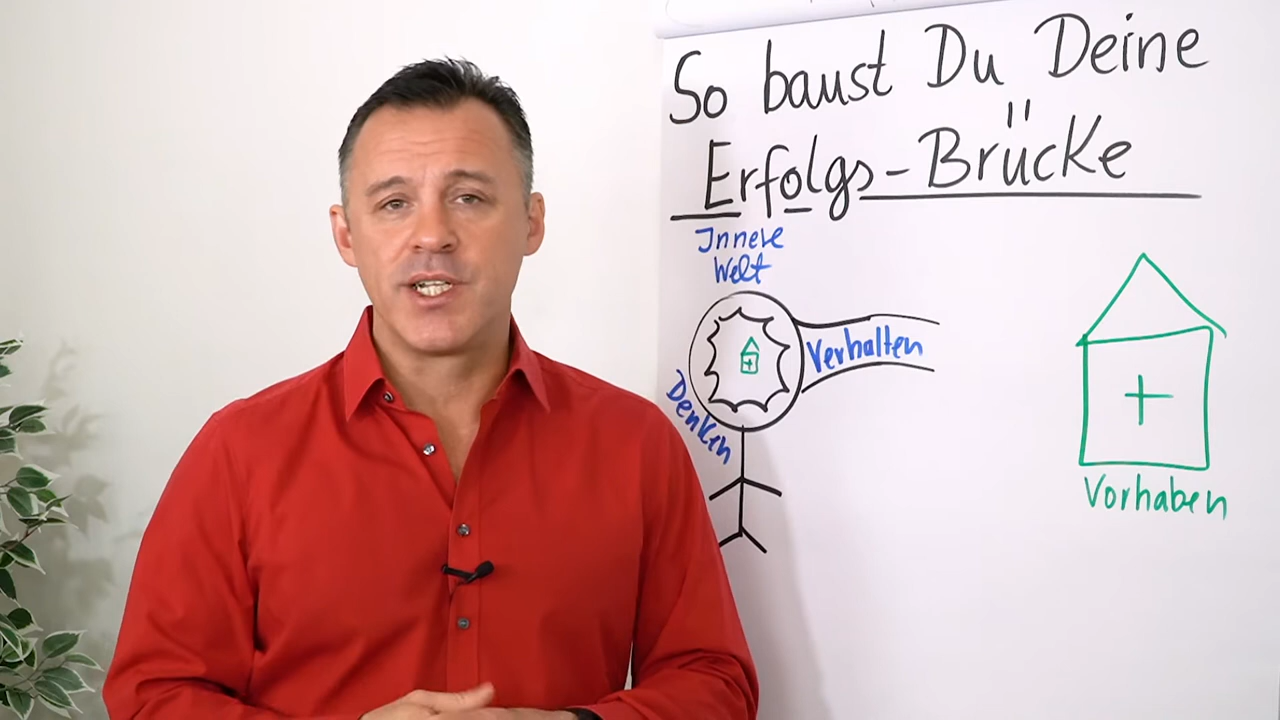 So baust Du Deine
Erfolgs-Brücke
Innere
Welt
Verhalten
Denken
Vorhaben